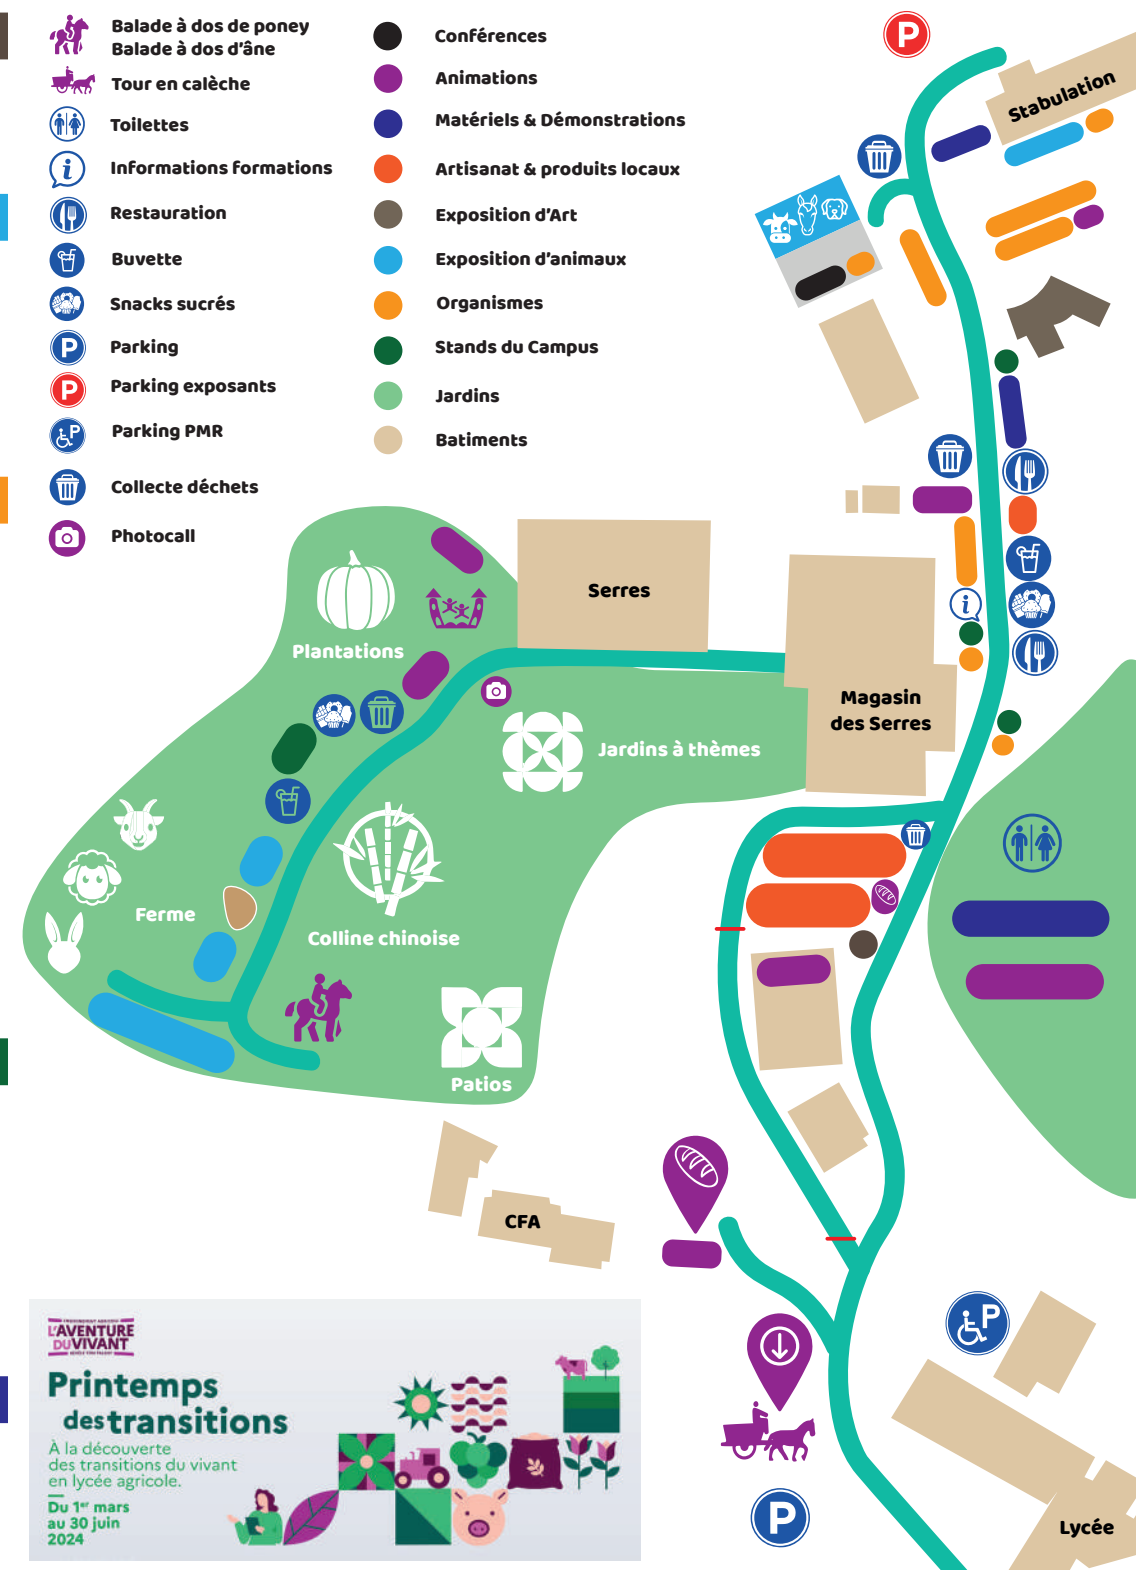 Balade à dos de poney
Balade à dos d'âne
Tour en calèche
Toilettes
Informations formations
Restauration
Buvette
Snacks sucrés
Parking
Parking exposants
Parking PMR
Collecte déchets
Photocall
Conférences
Animations
Matériels & Démonstrations
Artisanat & produits locaux
Exposition d'Art
Exposition d'animaux
Organismes
Stands du Campus
Jardins
Batiments
P
Stabulation
Serres
Plantations
Magasin
des Serres
Jardins à thèmes
Ferme
Colline chinoise
Patios
CFA
P
P
Lycée
L'AVENTURE
DU VIVANT
Printemps
des transitions
À la découverte
des transitions du vivant
en lycée agricole.
Du 1er mars
au 30 juin
2024